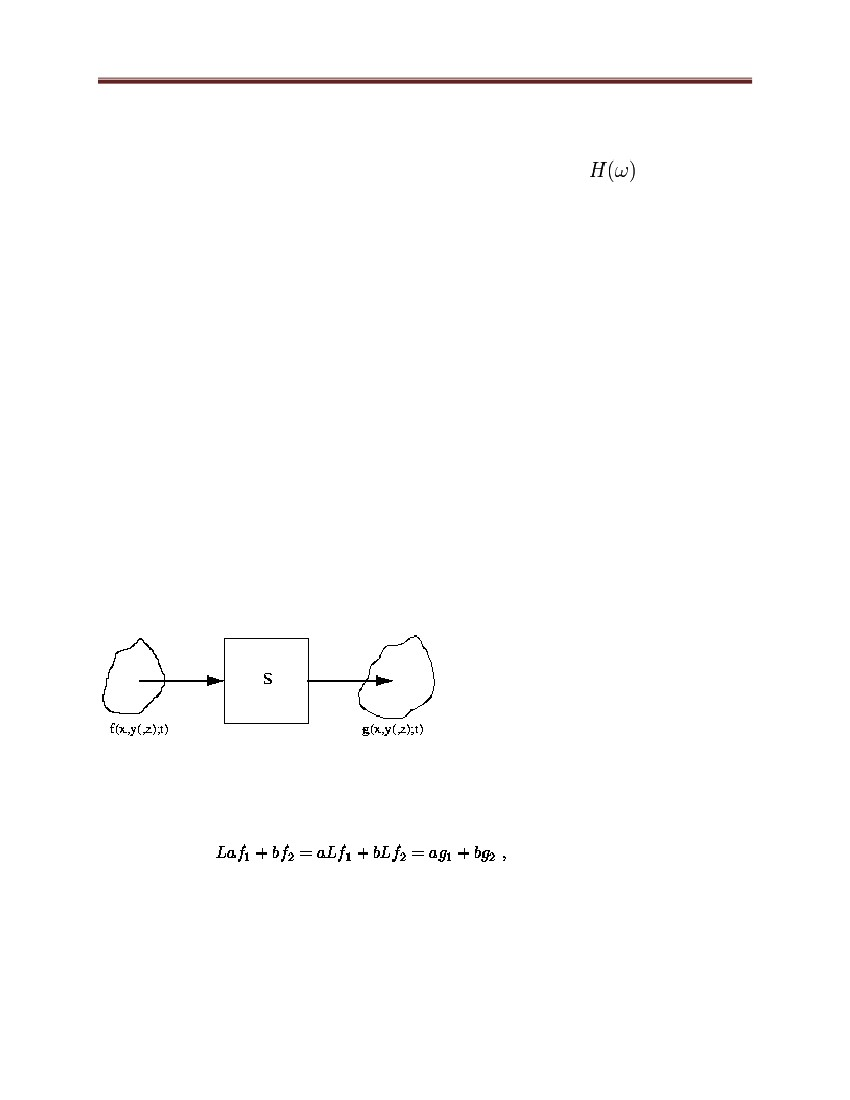 H(ω)
S
f(x,y(,z);t)
g(x,y(,z);t)
Laf₁ + bf₂ = aLf₁ + bLf₂ = ag₁ + bg₂ ,